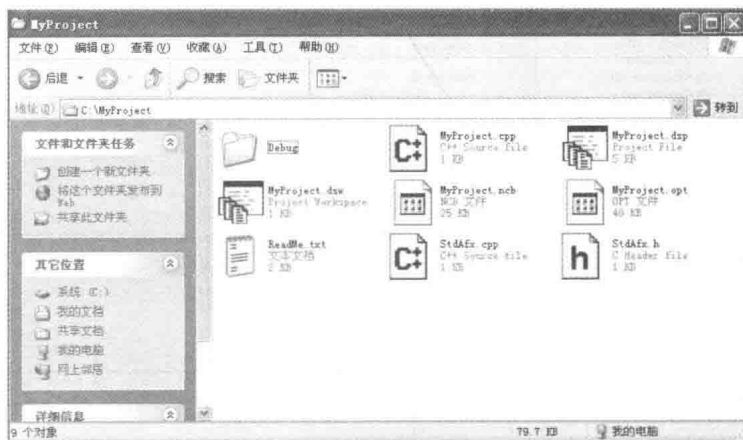 MyProject
文件(F) 编辑(E) 查看(V) 收藏(A) 工具(T) 帮助(H)
后退 搜索 文件夹
地址(D) C:\MyProject 转到
文件和文件夹任务
创建一个新文件夹
将这个文件夹发布到
Web
共享此文件夹
其它位置
系统 (C:)
我的文档
共享文档
我的电脑
网上邻居
详细信息
Debug
MyProject.cpp
C++ Source file
1 KB
MyProject.dsp
Project File
5 KB
MyProject.dsw
Project Workspace
1 KB
MyProject.ncb
NCB 文件
25 KB
MyProject.opt
OPT 文件
48 KB
ReadMe.txt
文本文档
2 KB
StdAfx.cpp
C++ Source file
1 KB
StdAfx.h
C Header file
1 KB
9 个对象 79.7 KB 我的电脑